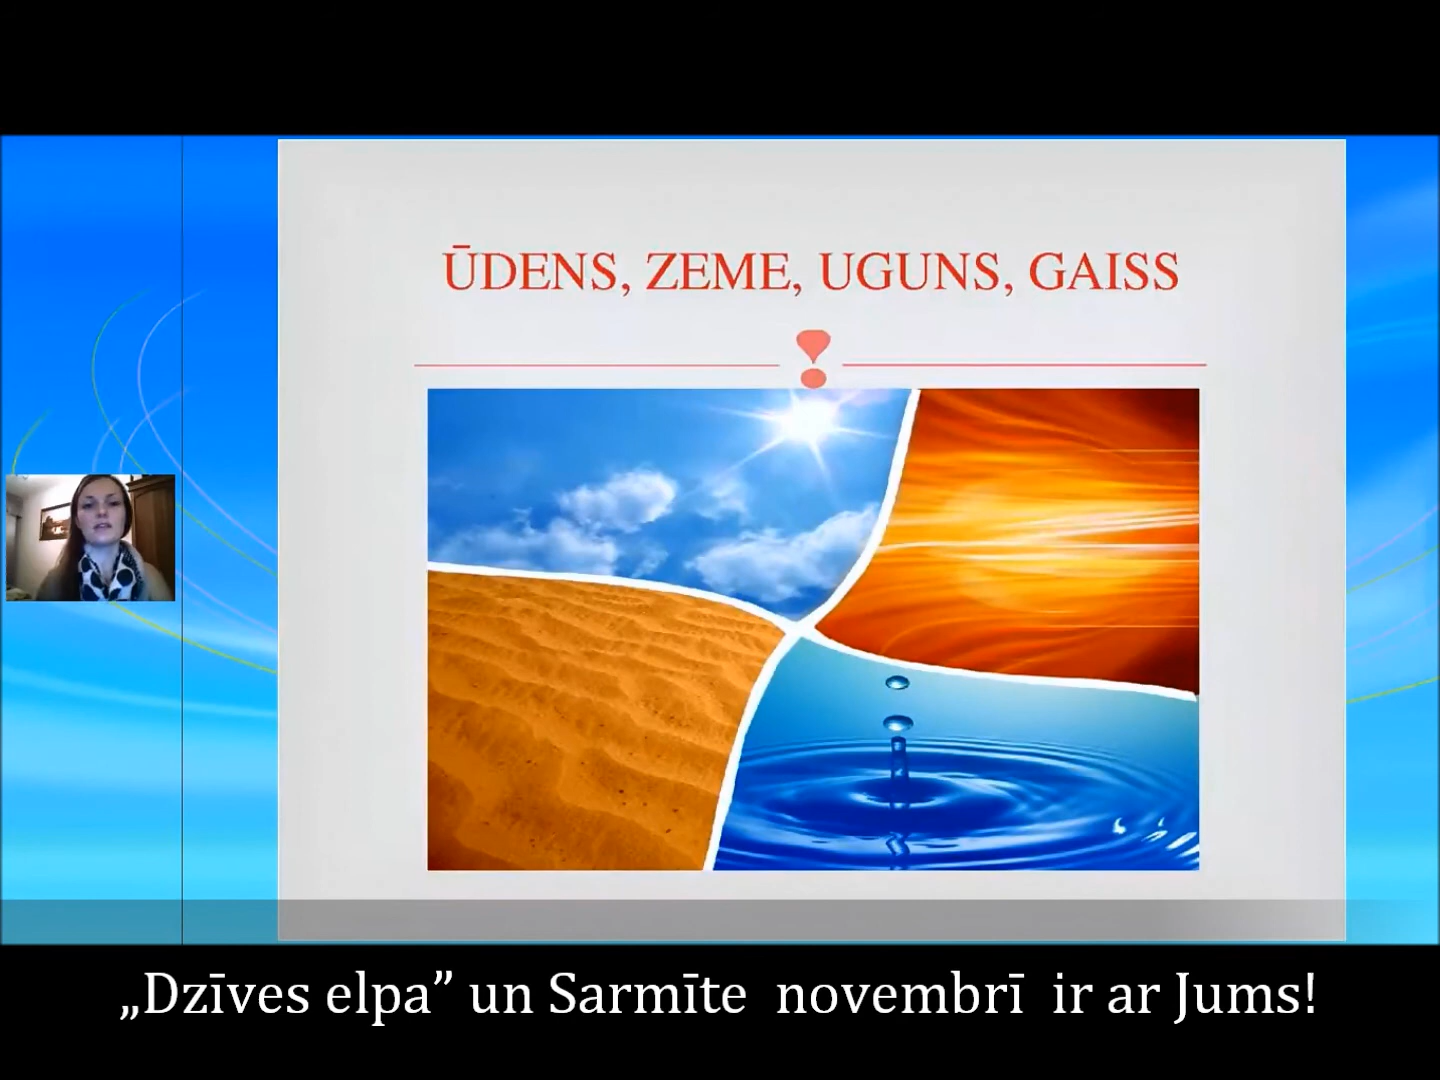 ŪDENS, ZEME, UGUNS, GAISS
„Dzīves elpa” un Sarmīte novembrī ir ar Jums!